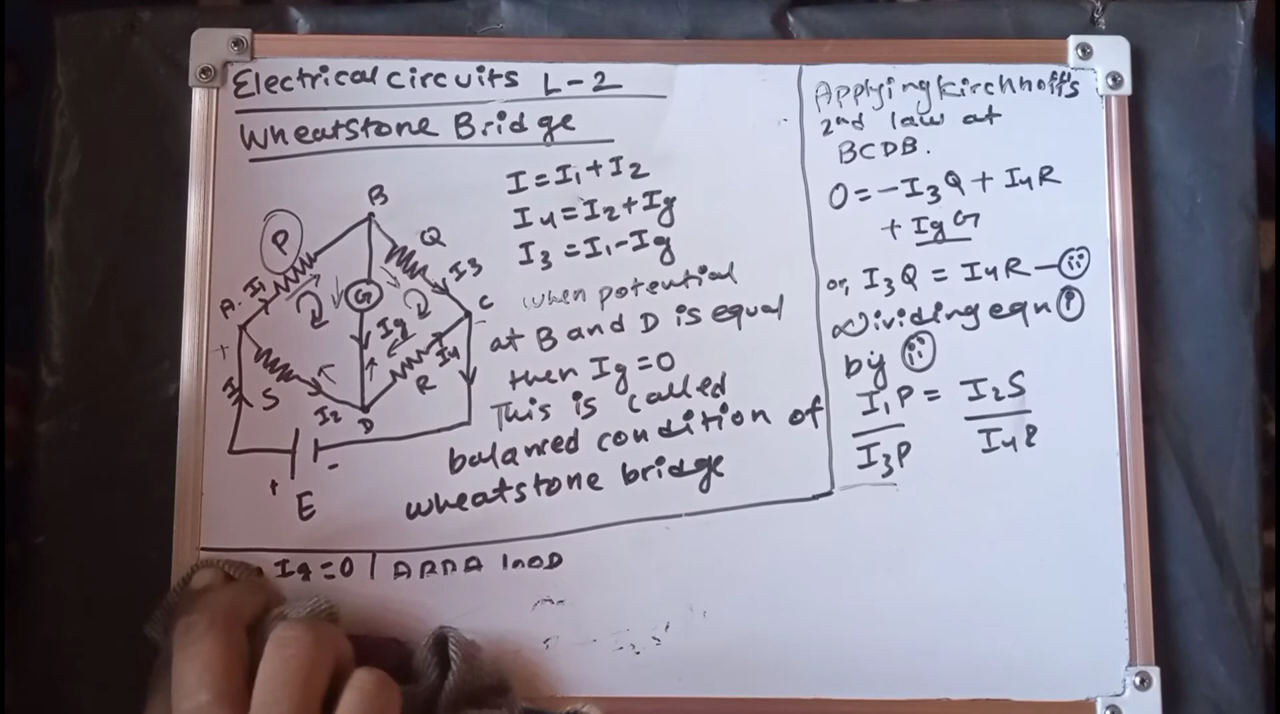 Electrical circuits L-2
Wheatstone Bridge
B
P
Q
I1
I3
A
G
C
+
Ig
I4
S
R
I
I2
D
+
-
E
I = I1 + I2
I4 = I2 + Ig
I3 = I1 - Ig
when potential
at B and D is equal
then Ig = 0
This is called
balanced condition of
wheatstone bridge
Ig = 0 | ABDA loop
Applying Kirchhoff's
2nd law at
BCDB.
0 = -I3Q + I4R
+ IgG
or, I3Q = I4R - (ii)
Dividing eqn (i)
by (ii)
I1P = I2S
I3P I4R